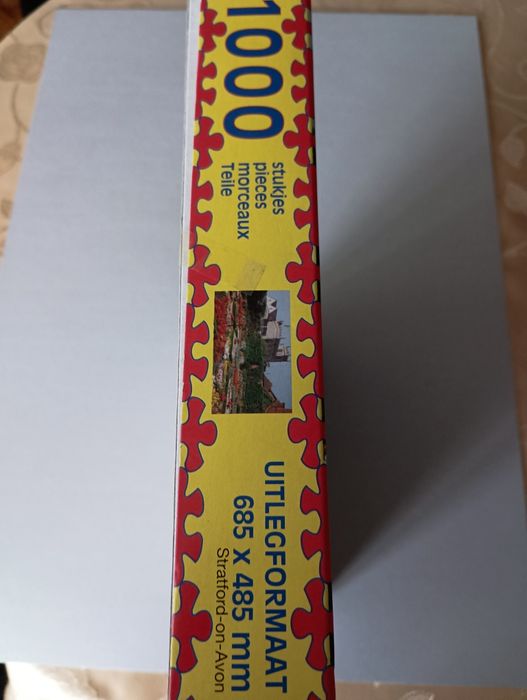 1000
stukjes
pieces
morceaux
Teile
UITLEGFORMAAT
685 x 485 mm
Stratford-on-Avon